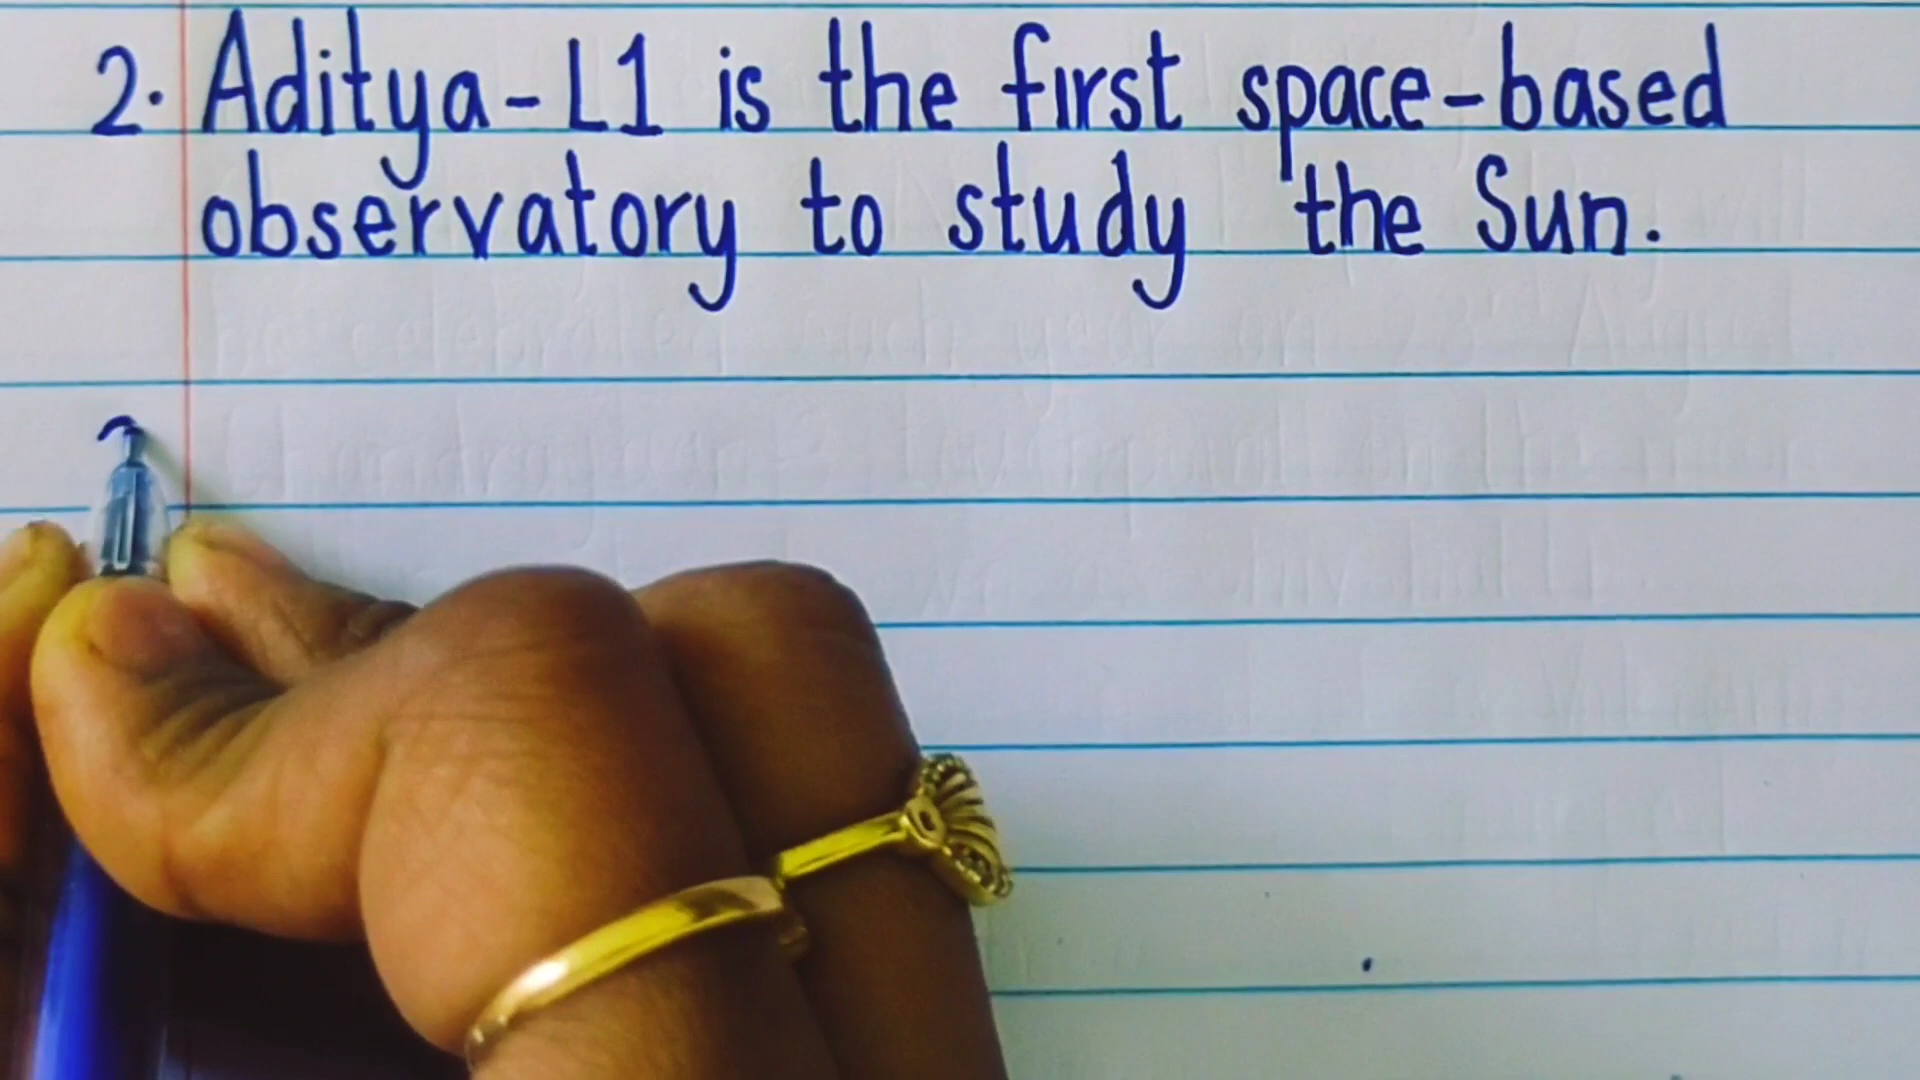 2. Aditya-L1 is the first space-based
observatory to study the Sun.